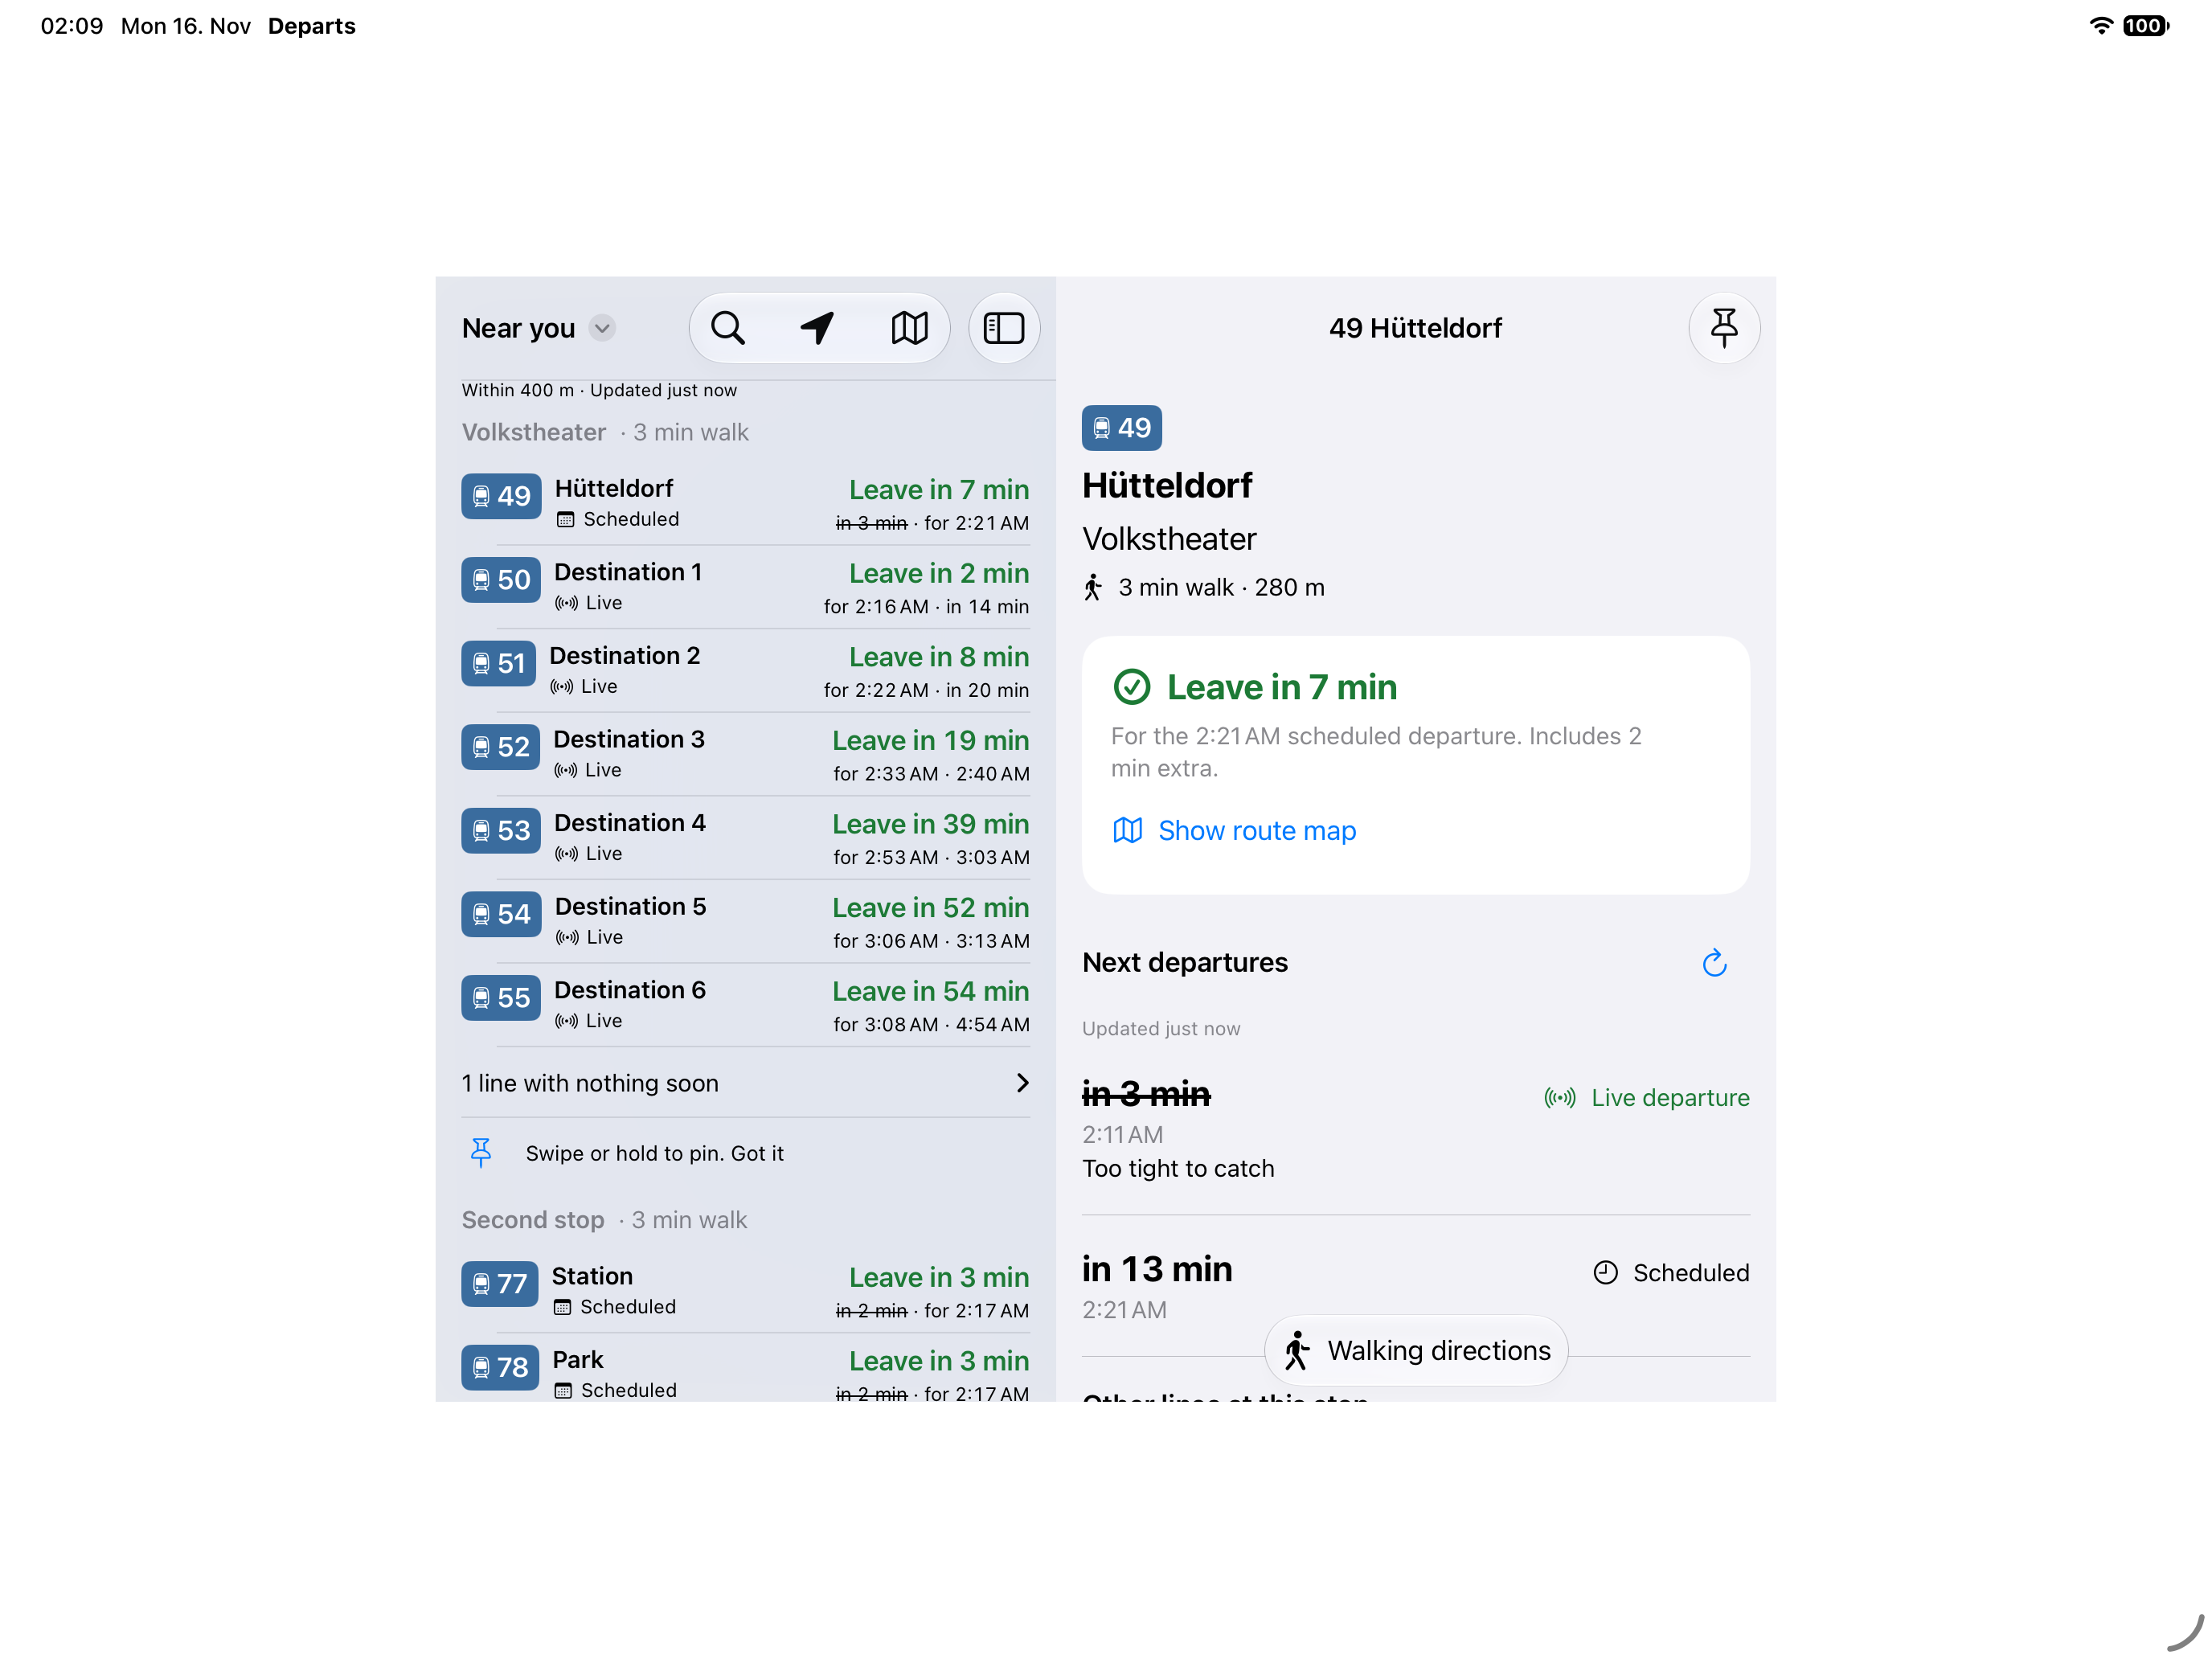 02:09 Mon 16. Nov Departs
100
Near you
Within 400 m · Updated just now
Volkstheater · 3 min walk
49 Hütteldorf Leave in 7 min
Scheduled in 3 min · for 2:21 AM
50 Destination 1 Leave in 2 min
Live for 2:16 AM · in 14 min
51 Destination 2 Leave in 8 min
Live for 2:22 AM · in 20 min
52 Destination 3 Leave in 19 min
Live for 2:33 AM · 2:40 AM
53 Destination 4 Leave in 39 min
Live for 2:53 AM · 3:03 AM
54 Destination 5 Leave in 52 min
Live for 3:06 AM · 3:13 AM
55 Destination 6 Leave in 54 min
Live for 3:08 AM · 4:54 AM
1 line with nothing soon
Swipe or hold to pin. Got it
Second stop · 3 min walk
77 Station Leave in 3 min
Scheduled in 2 min · for 2:17 AM
78 Park Leave in 3 min
Scheduled in 2 min · for 2:17 AM
49 Hütteldorf
49
Hütteldorf
Volkstheater
3 min walk · 280 m
Leave in 7 min
For the 2:21 AM scheduled departure. Includes 2
min extra.
Show route map
Next departures
Updated just now
in 3 min Live departure
2:11 AM
Too tight to catch
in 13 min Scheduled
2:21 AM
Walking directions
Other lines at this stop